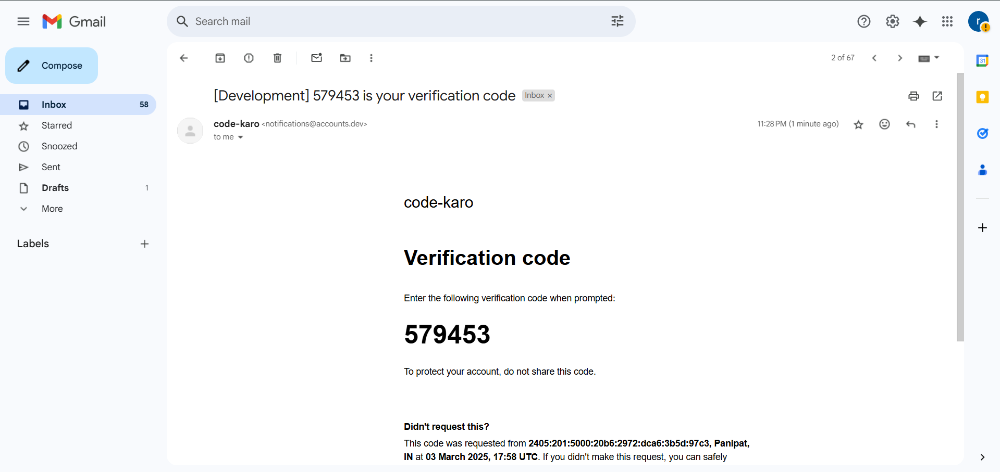 Gmail
Search mail
r
!
Compose
2 of 67
31
[Development] 579453 is your verification code Inbox ×
Inbox 58
Starred
code-karo <notifications@accounts.dev> 11:28 PM (1 minute ago)
to me
Snoozed
Sent
Drafts 1
More
Labels
code-karo
Verification code
Enter the following verification code when prompted:
579453
To protect your account, do not share this code.
Didn't request this?
This code was requested from 2405:201:5000:20b6:2972:dca6:3b5d:97c3, Panipat,
IN at 03 March 2025, 17:58 UTC. If you didn't make this request, you can safely